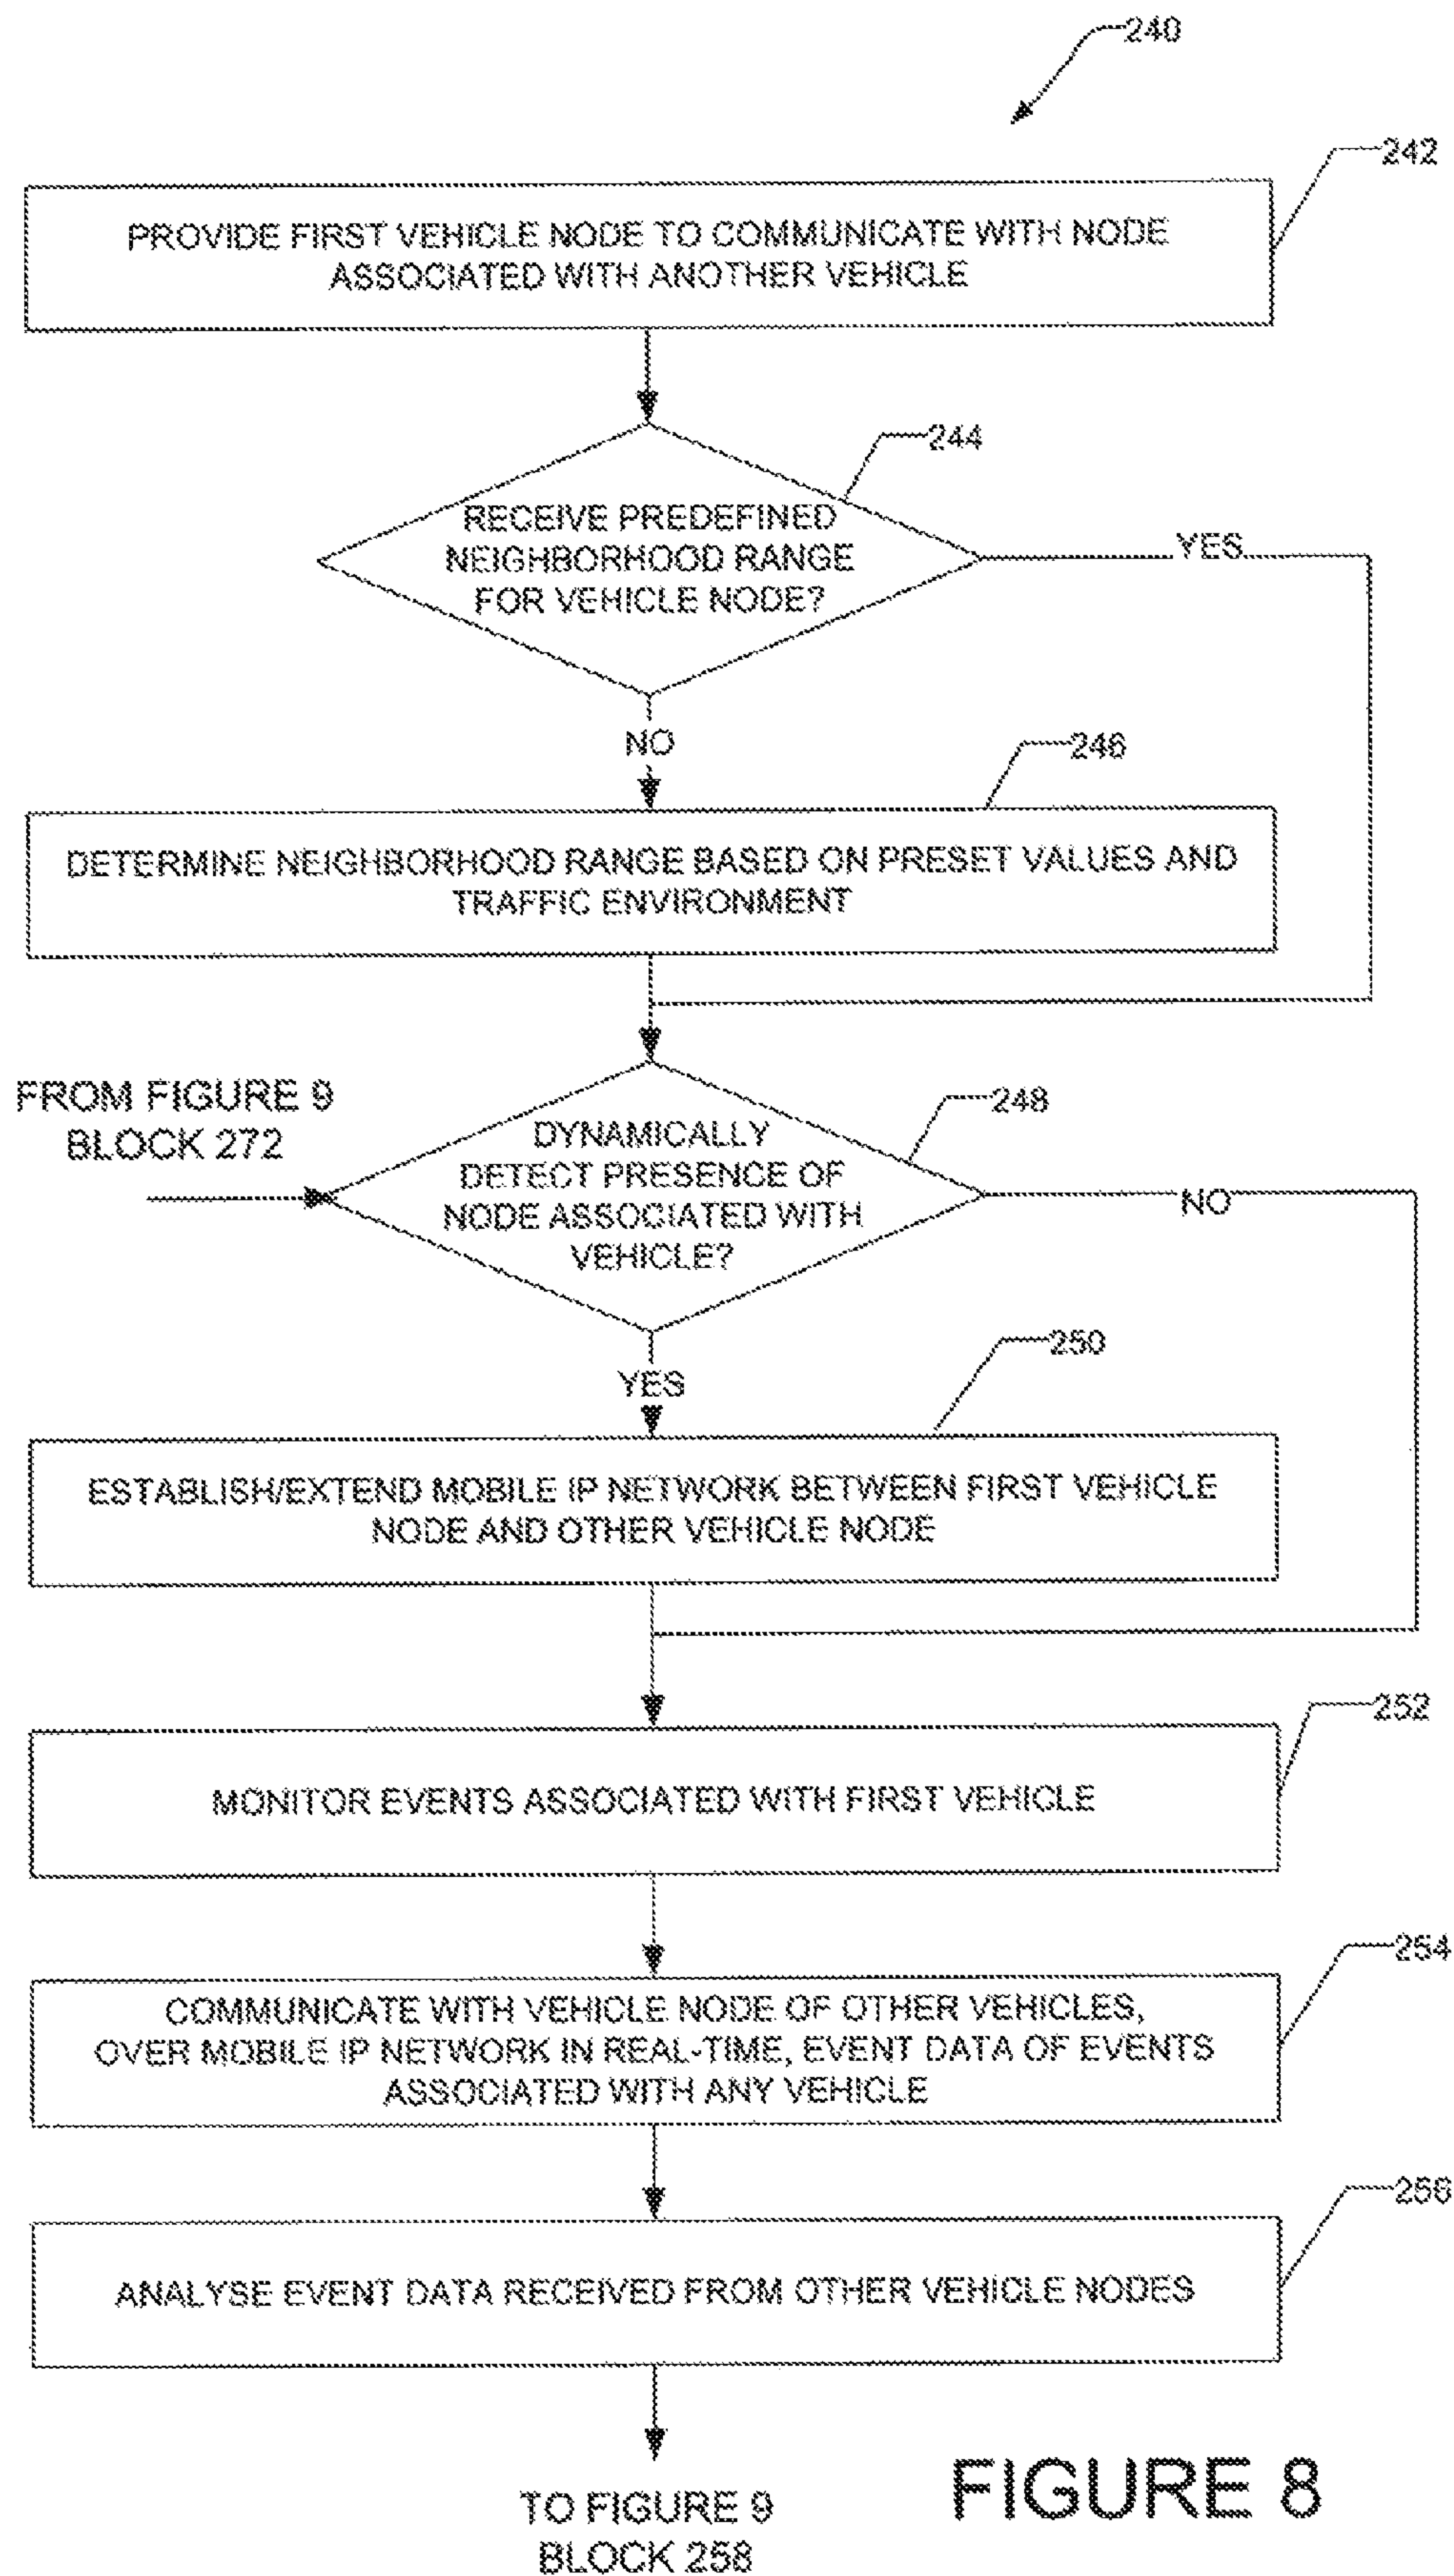 240
242
PROVIDE FIRST VEHICLE NODE TO COMMUNICATE WITH NODE
ASSOCIATED WITH ANOTHER VEHICLE
244
RECEIVE PREDEFINED
NEIGHBORHOOD RANGE
FOR VEHICLE NODE?
YES
NO
246
DETERMINE NEIGHBORHOOD RANGE BASED ON PRESET VALUES AND
TRAFFIC ENVIRONMENT
FROM FIGURE 9
BLOCK 272
248
DYNAMICALLY
DETECT PRESENCE OF
NODE ASSOCIATED WITH
VEHICLE?
NO
YES
250
ESTABLISH/EXTEND MOBILE IP NETWORK BETWEEN FIRST VEHICLE
NODE AND OTHER VEHICLE NODE
252
MONITOR EVENTS ASSOCIATED WITH FIRST VEHICLE
254
COMMUNICATE WITH VEHICLE NODE OF OTHER VEHICLES,
OVER MOBILE IP NETWORK IN REAL-TIME, EVENT DATA OF EVENTS
ASSOCIATED WITH ANY VEHICLE
256
ANALYSE EVENT DATA RECEIVED FROM OTHER VEHICLE NODES
TO FIGURE 9
BLOCK 258
FIGURE 8